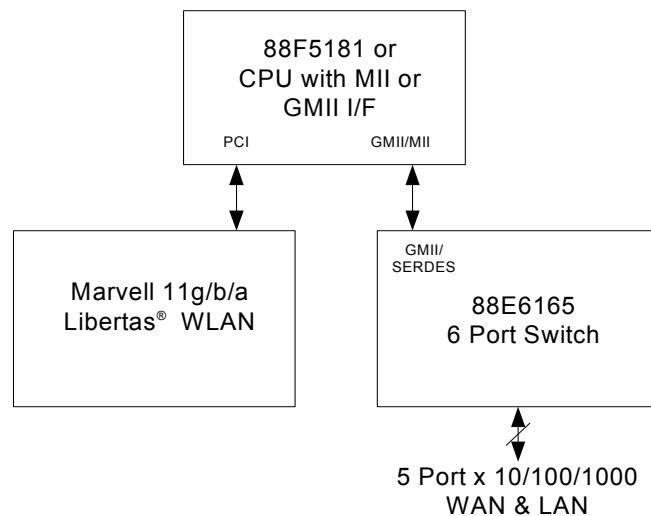 88F5181 or
CPU with MII or
GMII I/F
PCI
GMII/MII
GMII/
SERDES
Marvell 11g/b/a
Libertas® WLAN
88E6165
6 Port Switch
5 Port x 10/100/1000
WAN & LAN